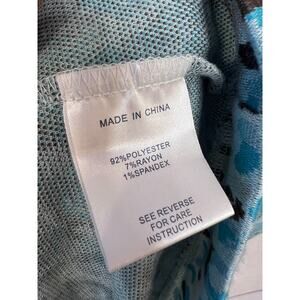 MADE IN CHINA
92%POLYESTER
7%RAYON
1%SPANDEX
SEE REVERSE
FOR CARE
INSTRUCTION